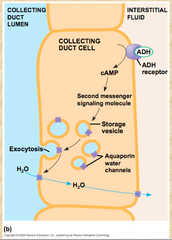 COLLECTING
DUCT LUMEN
INTERSTITIAL
FLUID
COLLECTING
DUCT CELL
ADH
cAMP
ADH
receptor
Second messenger
signaling molecule
Storage
vesicle
Exocytosis
Aquaporin
water
channels
H₂O
H₂O
(b)